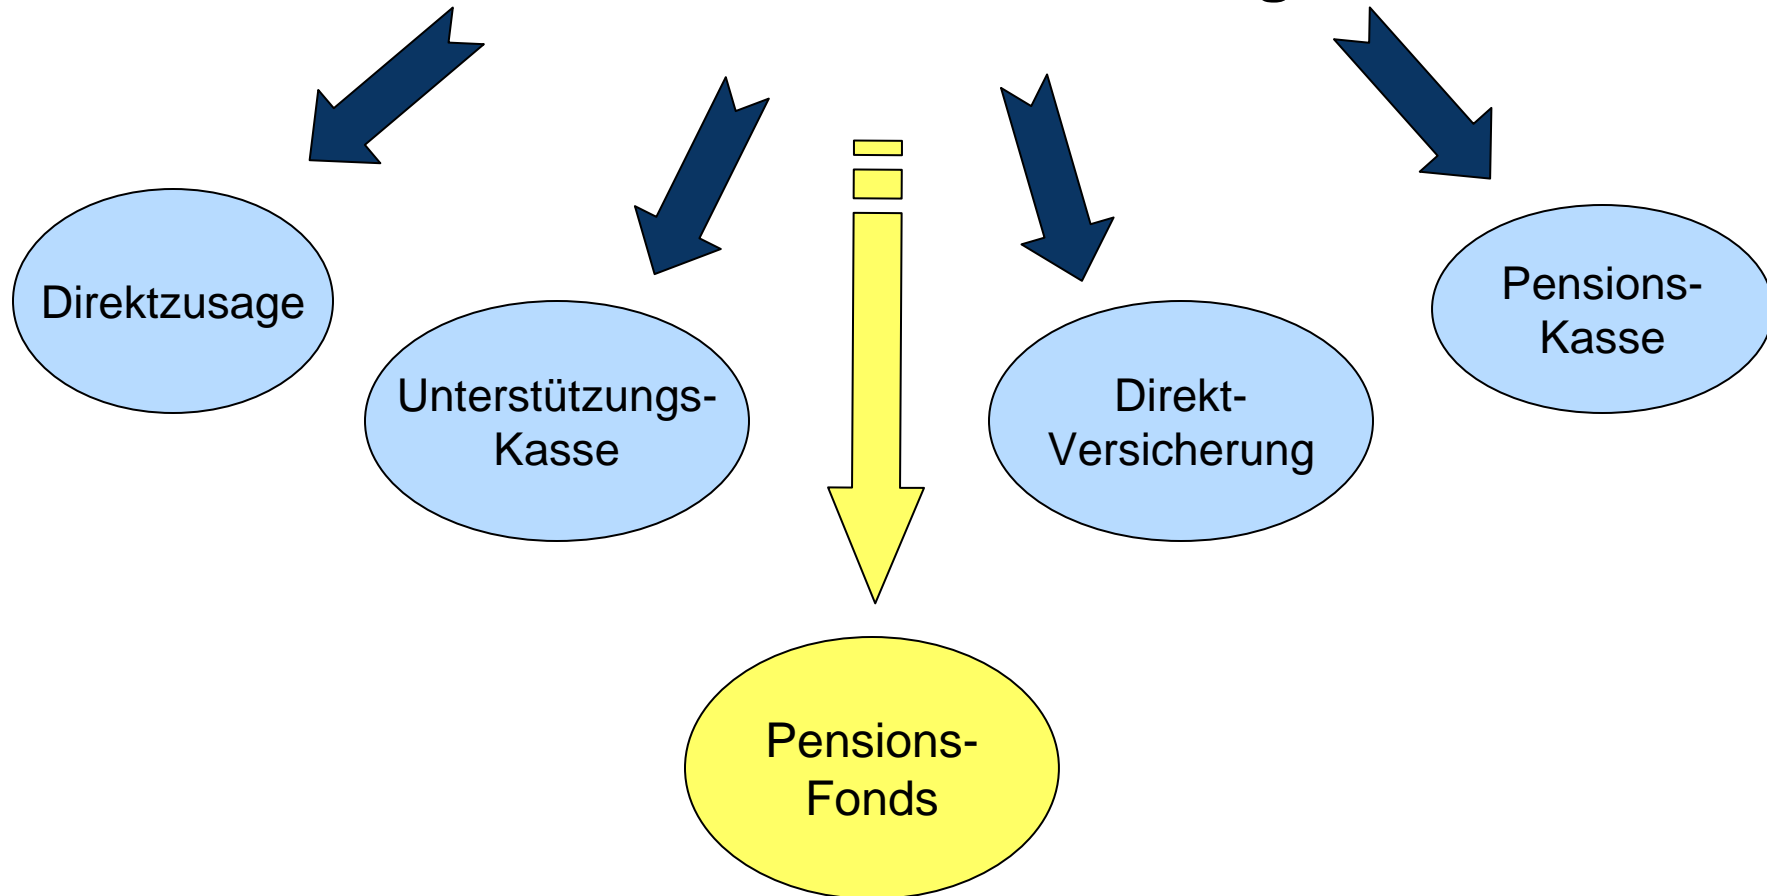 Direktzusage
Unterstützungs-
Kasse
Direkt-
Versicherung
Pensions-
Kasse
Pensions-
Fonds